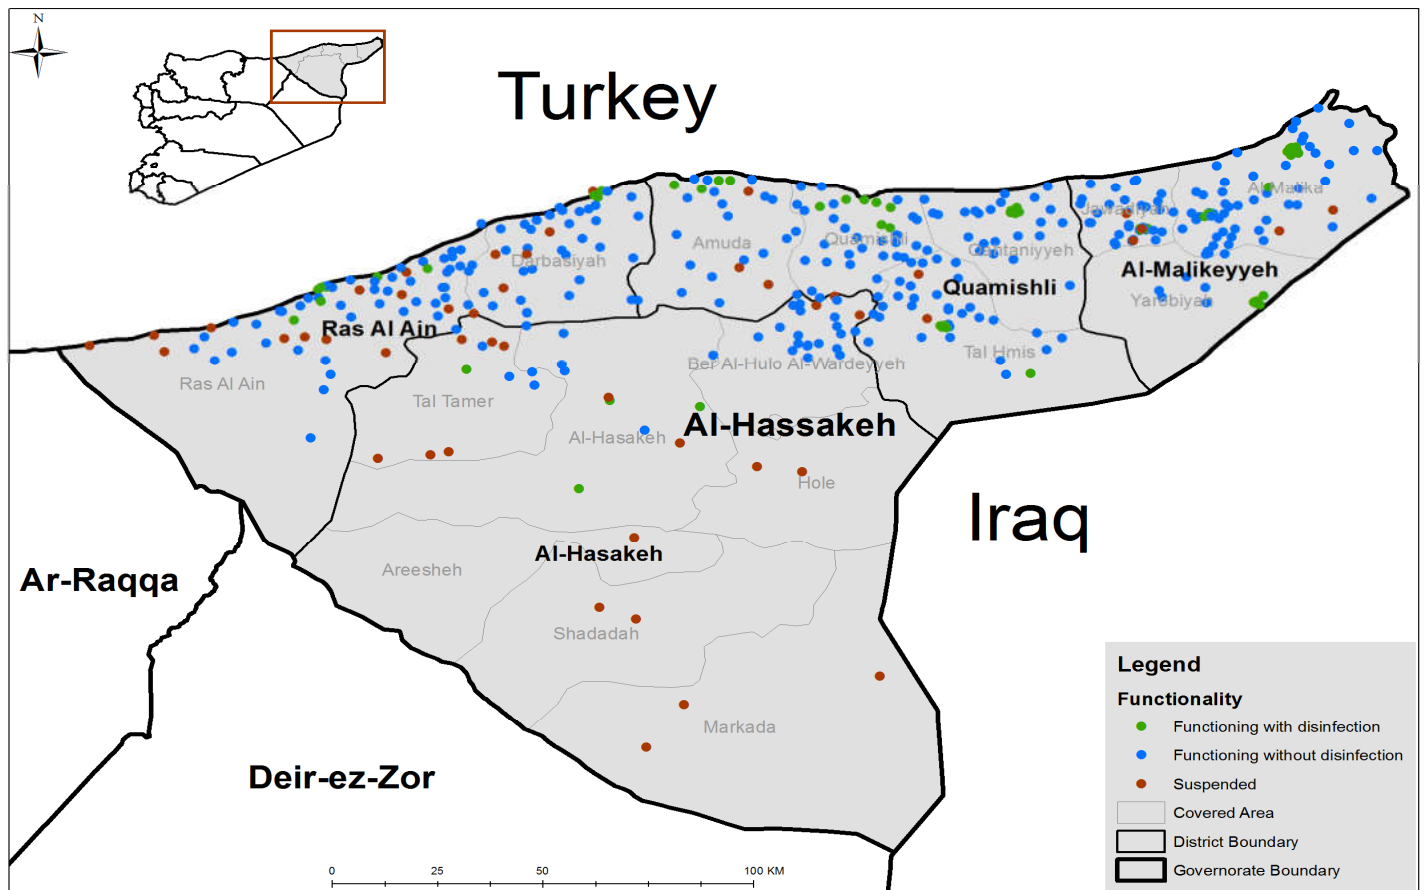 N
Turkey
Al-Malika
Jawadiyah
Quamishli
Qahtaniyyeh
Amuda
Darbasiyah
Al-Malikeyyeh
Quamishli
Yarobiyah
Ras Al Ain
Tal Hmis
Ber Al-Hulo Al-Wardeyyeh
Ras Al Ain
Tal Tamer
Al-Hassakeh
Al-Hasakeh
Hole
Iraq
Al-Hasakeh
Areesheh
Ar-Raqqa
Shadadah
Markada
Deir-ez-Zor
Legend
Functionality
Functioning with disinfection
Functioning without disinfection
Suspended
Covered Area
District Boundary
Governorate Boundary
0 25 50 100 KM